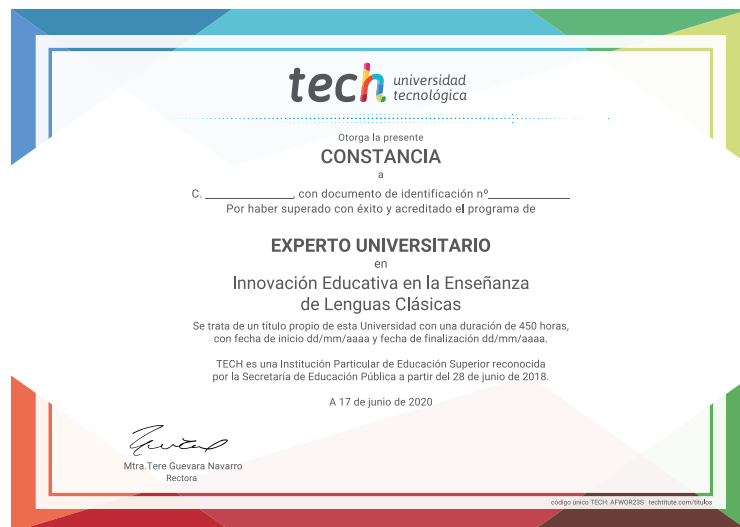 tech universidad
tecnológica
Otorga la presente
CONSTANCIA
a
C. ______________, con documento de identificación nº______________
Por haber superado con éxito y acreditado el programa de
EXPERTO UNIVERSITARIO
en
Innovación Educativa en la Enseñanza
de Lenguas Clásicas
Se trata de un título propio de esta Universidad con una duración de 450 horas,
con fecha de inicio dd/mm/aaaa y fecha de finalización dd/mm/aaaa.
TECH es una Institución Particular de Educación Superior reconocida
por la Secretaría de Educación Pública a partir del 28 de junio de 2018.
A 17 de junio de 2020
Mtra.Tere Guevara Navarro
Rectora
código único TECH: AFWOR23S techtitute.com/titulos